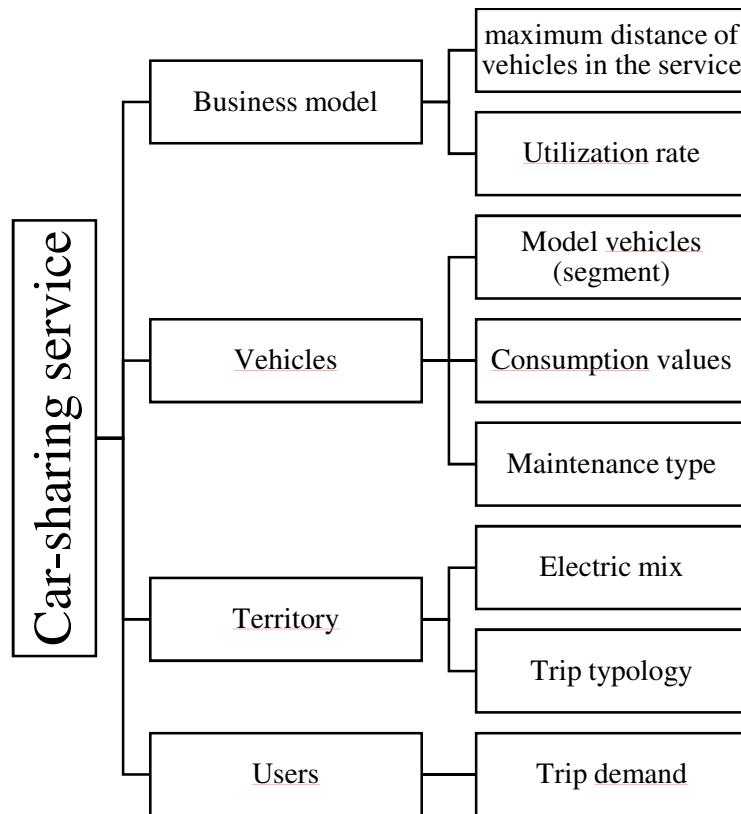 Car-sharing service
Business model
maximum distance of
vehicles in the service
Utilization rate
Vehicles
Model vehicles
(segment)
Consumption values
Maintenance type
Territory
Electric mix
Trip typology
Users
Trip demand